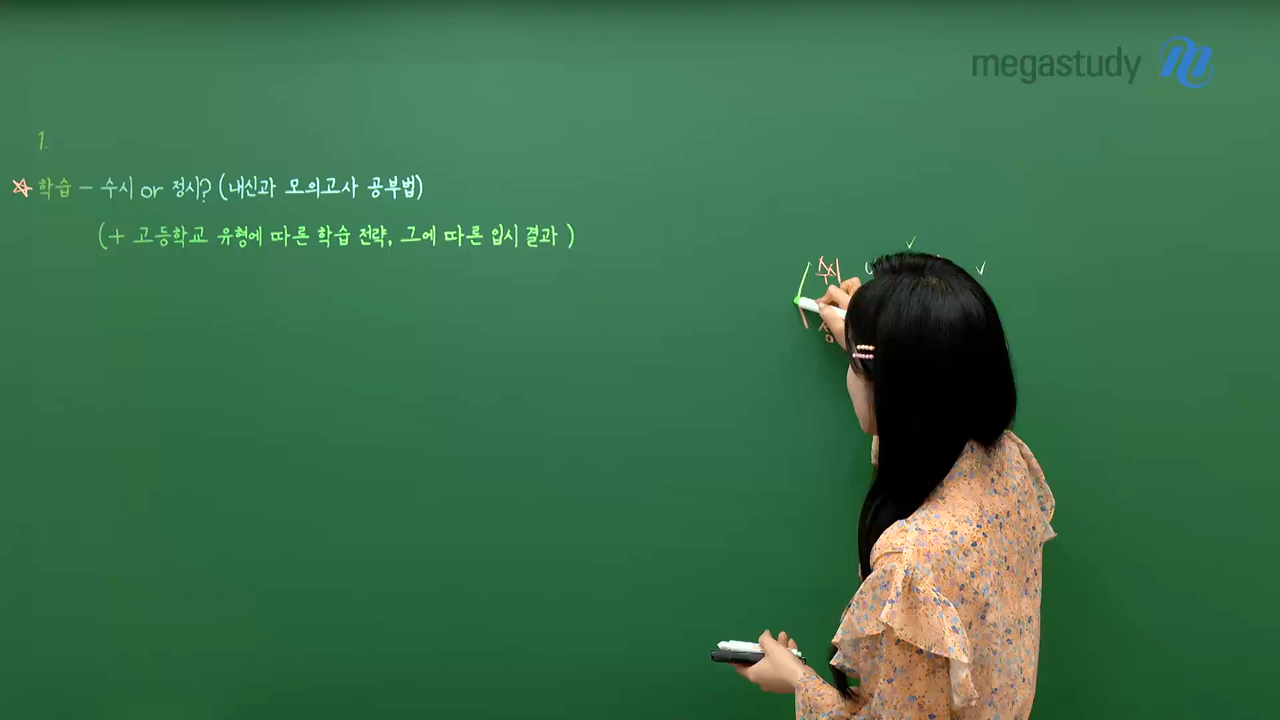 megastudy
1.
☆ 학습 - 수시 or 정시? (내신과 모의고사 공부법)
(+ 고등학교 유형에 따른 학습 전략, 그에 따른 입시 결과 )
수시